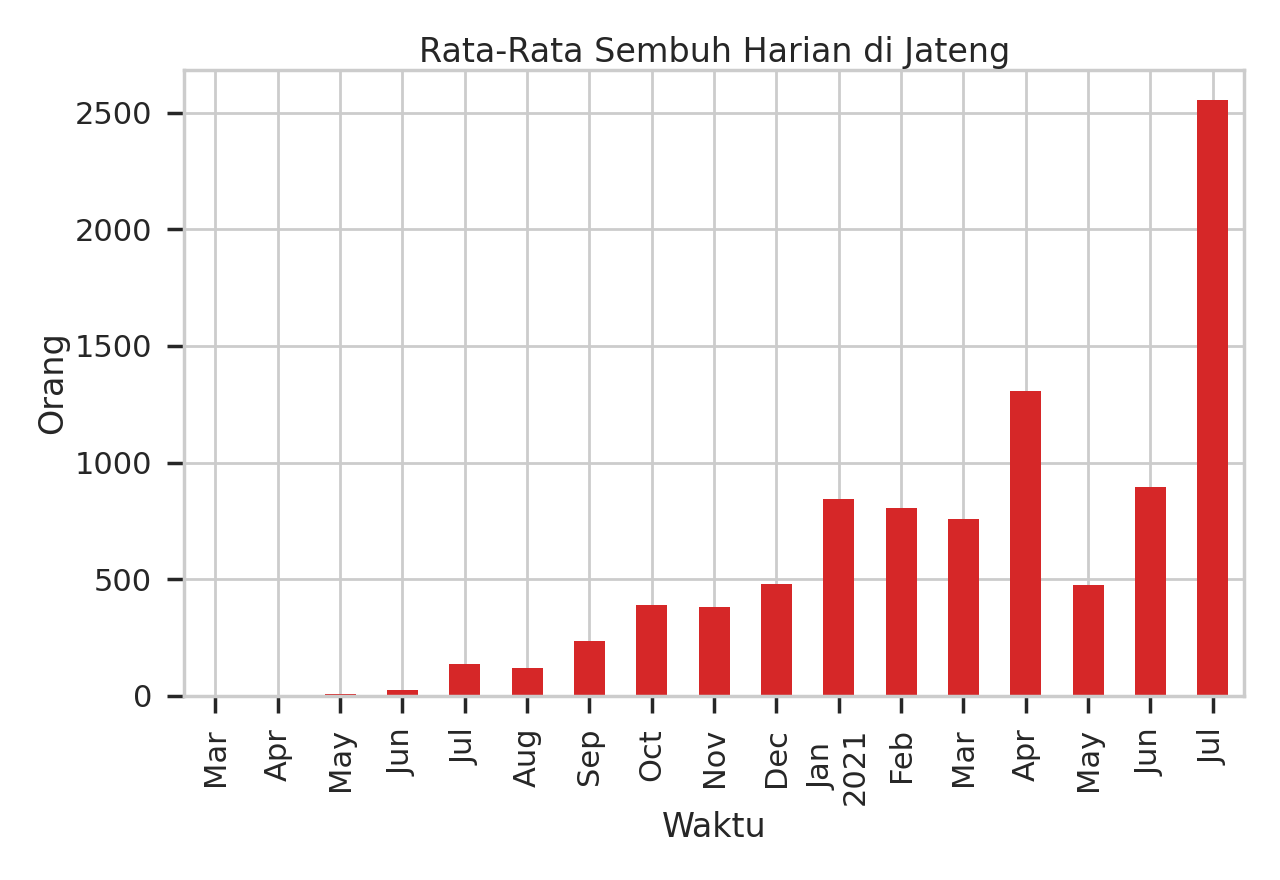 Rata-Rata Sembuh Harian di Jateng
Orang
2500
2000
1500
1000
500
0
Mar
Apr
May
Jun
Jul
Aug
Sep
Oct
Nov
Dec
Jan
2021
Feb
Mar
Apr
May
Jun
Jul
Waktu